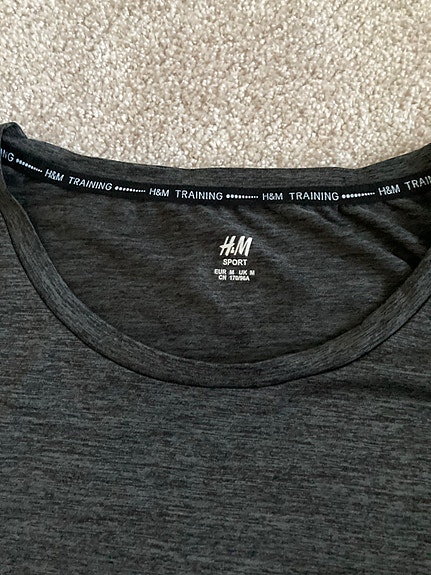 H&M TRAINING H&M TRAINING H&M TRAINING H&M
H&M
SPORT
EUR M UK M
CN 170/96A